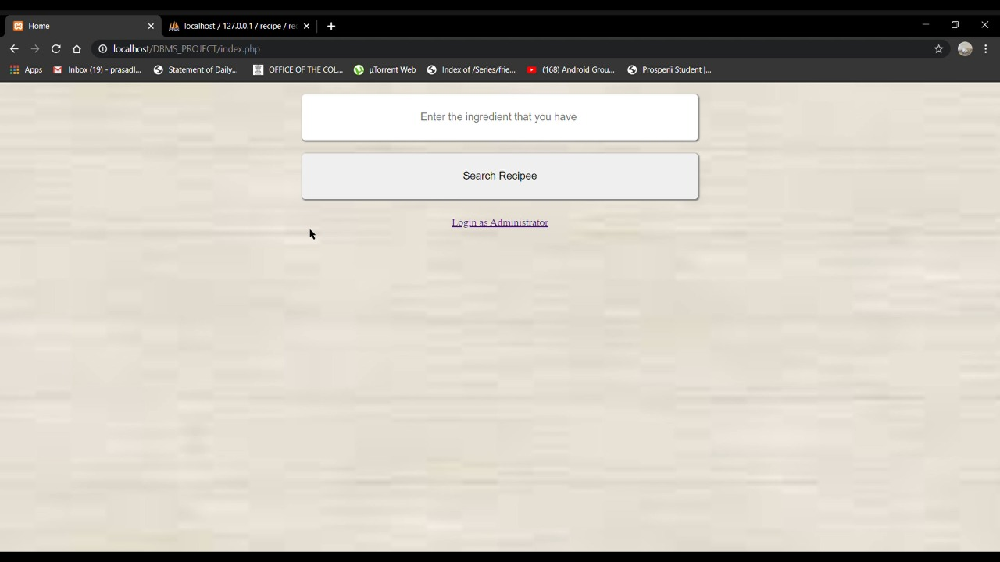 Home
localhost / 127.0.0.1 / recipe / re
localhost/DBMS_PROJECT/index.php
Apps
Inbox (19) - prasadl...
Statement of Daily...
OFFICE OF THE COL...
µTorrent Web
Index of /Series/frie...
(168) Android Grou...
Prosperii Student |...
Enter the ingredient that you have
Search Recipee
Login as Administrator